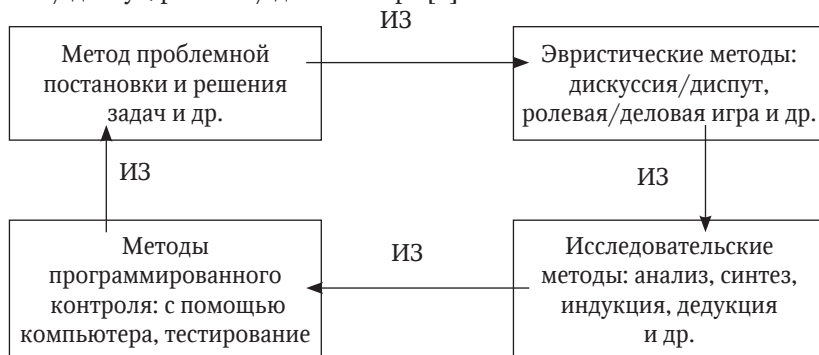 ИЗ
Метод проблемной
постановки и решения
задач и др.
Эвристические методы:
дискуссия/диспут,
ролевая/деловая игра и др.
ИЗ
ИЗ
Методы
программированного
контроля: с помощью
компьютера, тестирование
ИЗ
Исследовательские
методы: анализ, синтез,
индукция, дедукция
и др.